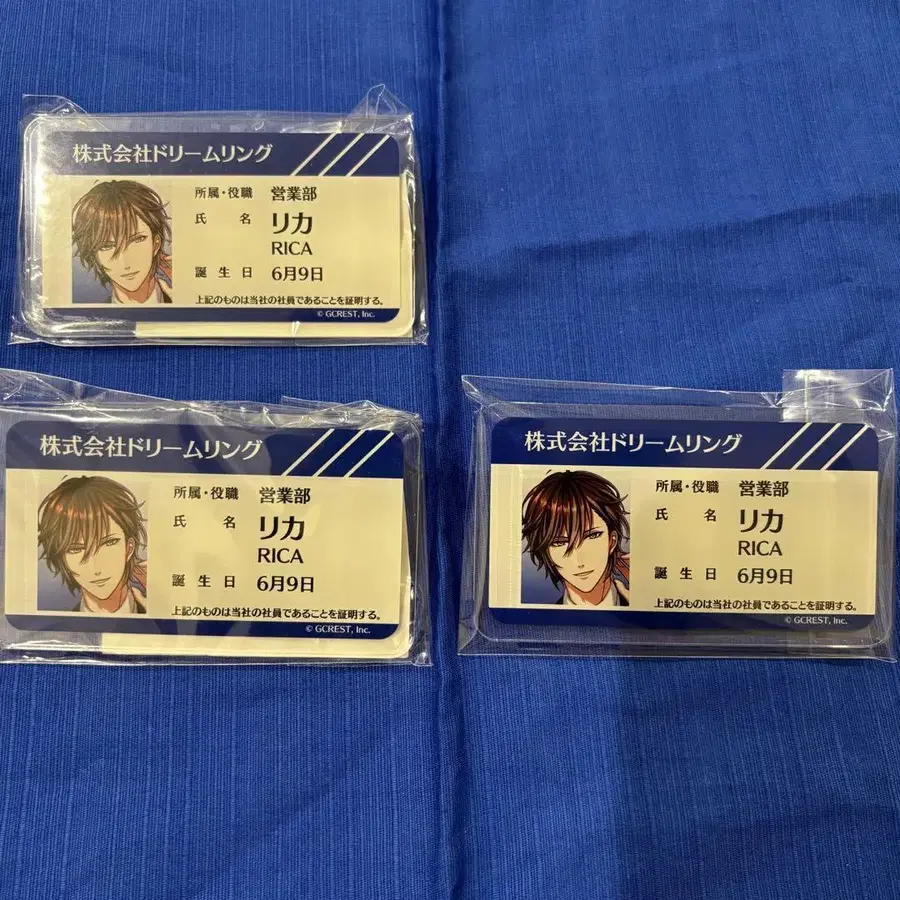 株式会社ドリームリング
所属・役職 営業部
氏 名 リカ
RICA
誕生日 6月9日
上記のものは当社の社員であることを証明する。
© GCREST, Inc.
株式会社ドリームリング
所属・役職 営業部
氏 名 リカ
RICA
誕生日 6月9日
上記のものは当社の社員であることを証明する。
© GCREST, Inc.
株式会社ドリームリング
所属・役職 営業部
氏 名 リカ
RICA
誕生日 6月9日
上記のものは当社の社員であることを証明する。
© GCREST, Inc.